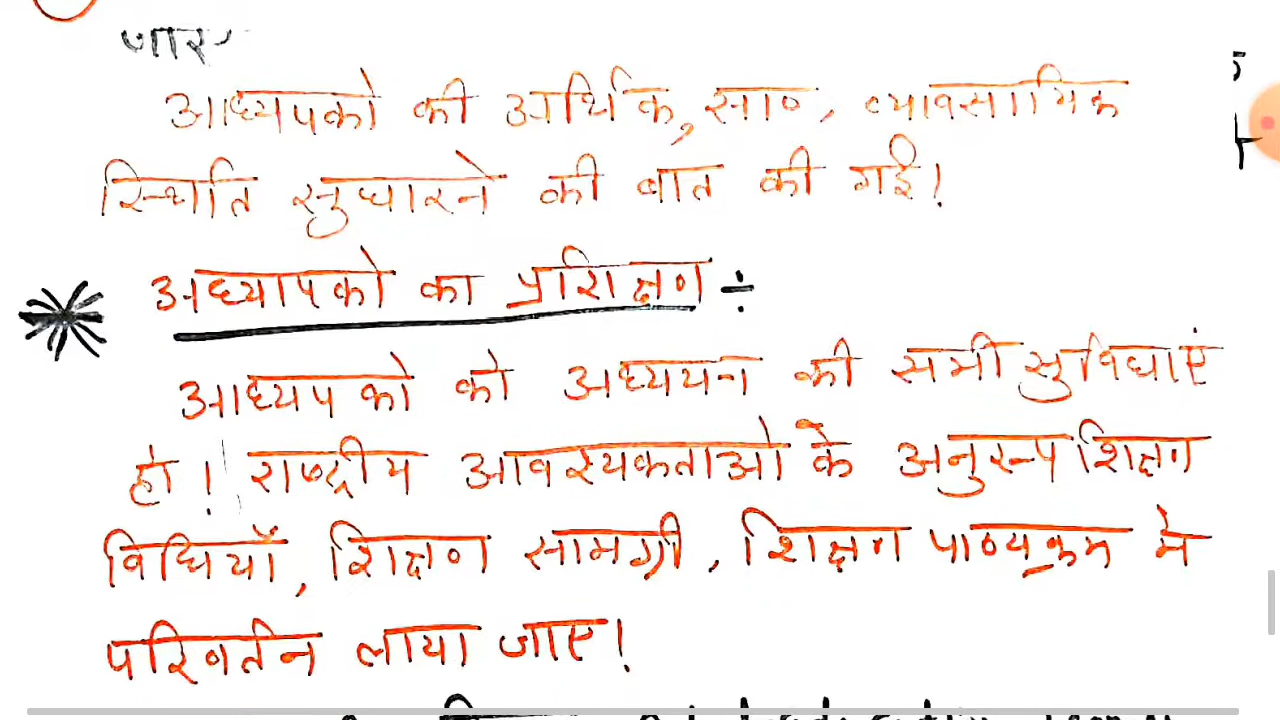 आध्यपको की आर्थिक, सा०, व्यावसायिक
स्थिति सुधारने की बात की गई।
अध्यापको का प्रशिक्षण ÷
आध्यपको को अध्ययन की सभी सुविधाएं
हो। राष्ट्रीय आवश्यकताओ के अनुरूप शिक्षण
विधियाँ, शिक्षण सामग्री, शिक्षण पाठ्यक्रम मे
परिवर्तन लाया जाए।